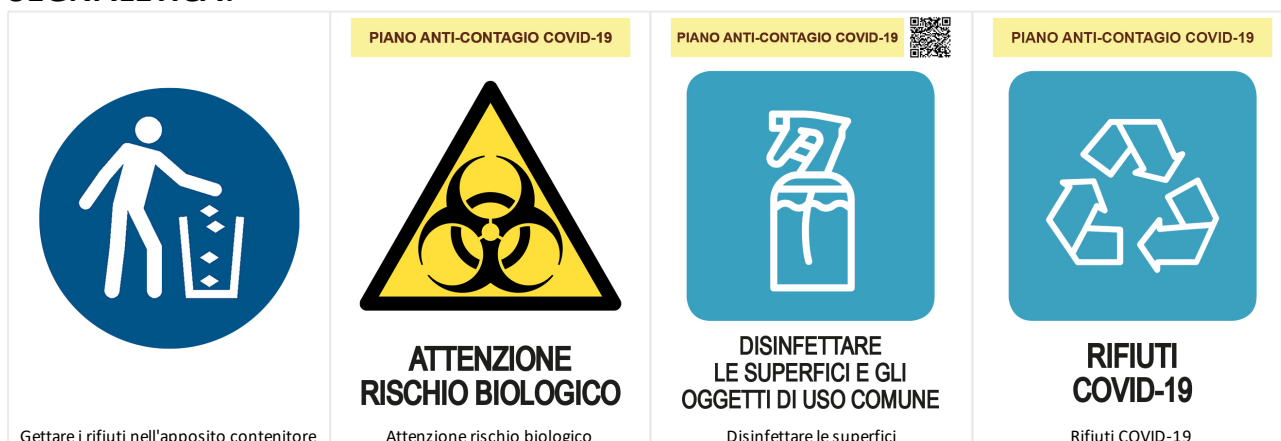 PIANO ANTI-CONTAGIO COVID-19
PIANO ANTI-CONTAGIO COVID-19
PIANO ANTI-CONTAGIO COVID-19
ATTENZIONE
RISCHIO BIOLOGICO
DISINFETTARE
LE SUPERFICI E GLI
OGGETTI DI USO COMUNE
RIFIUTI
COVID-19
Gettare i rifiuti nell'apposito contenitore
Attenzione rischio biologico
Disinfettare le superfici
Rifiuti COVID-19